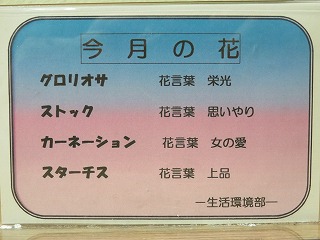 今月の花
グロリオサ 花言葉 栄光
ストック 花言葉 思いやり
カーネーション 花言葉 女の愛
スターチス 花言葉 上品
―生活環境部―